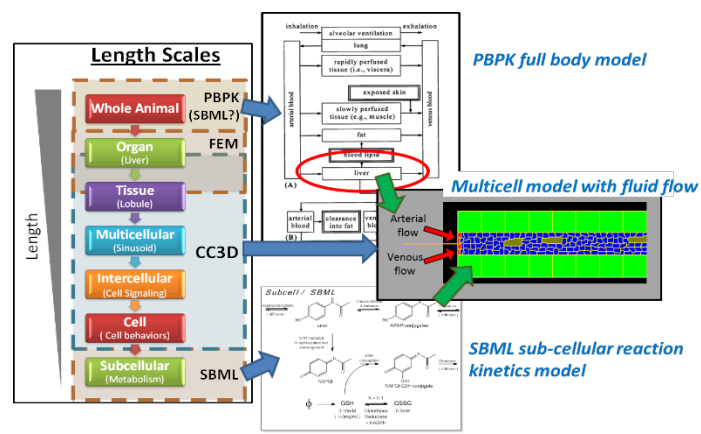 Length Scales
Length
Whole Animal
PBPK
(SBML?)
Organ
(Liver)
FEM
Tissue
(Lobule)
Multicellular
(Sinusoid)
CC3D
Intercellular
(Cell Signaling)
Cell
( Cell behaviors)
Subcellular
(Metabolism)
SBML
inhalation
exhalation
alveolar ventilation
lung
rapidly perfused
tissue (i.e., viscera)
exposed skin
slowly perfused
tissue (e.g., muscle)
fat
blood lipid
liver
arterial blood
venous blood
(A)
(B)
arterial
blood
clearance
into fat
PBPK full body model
Multicell model with fluid flow
Arterial
flow
Venous
flow
Subcell / SBML
APAP-conjugates
NAPQI
NAPQI-GSH conjugate
GSH
GSSG
SBML sub-cellular reaction
kinetics model